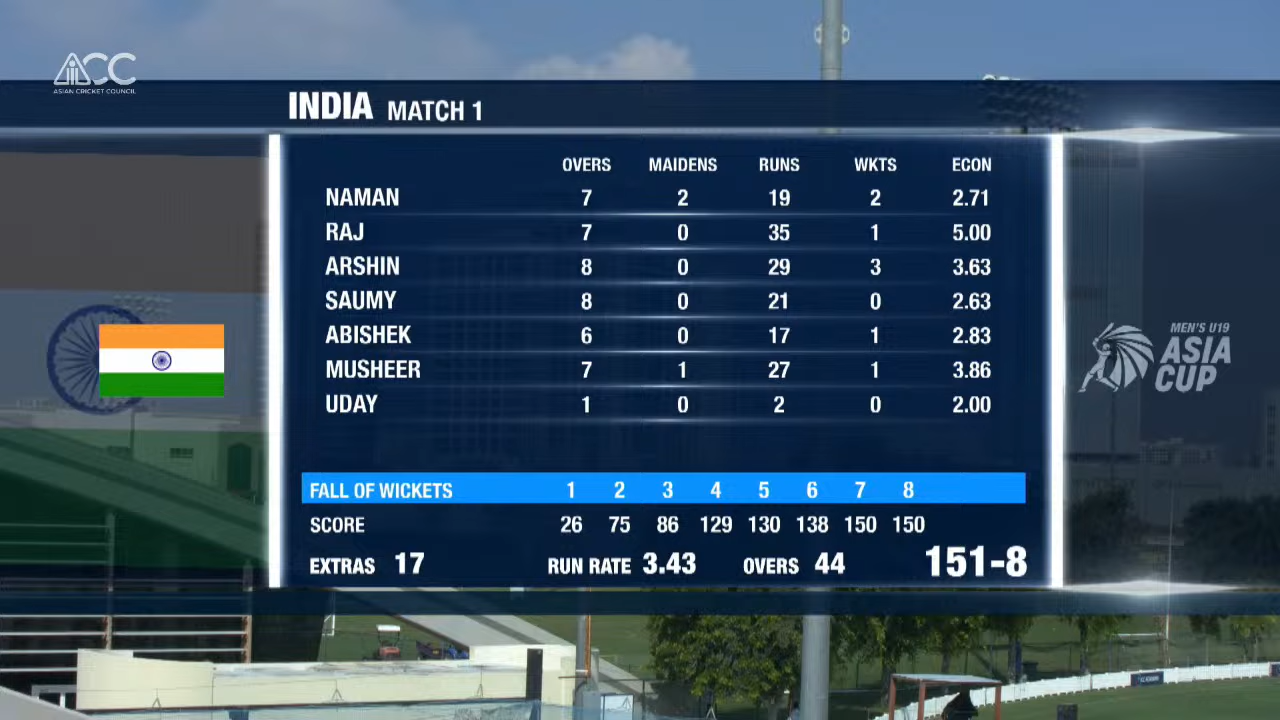 ACC
ASIAN CRICKET COUNCIL
INDIA MATCH 1
OVERS MAIDENS RUNS WKTS ECON
NAMAN 7 2 19 2 2.71
RAJ 7 0 35 1 5.00
ARSHIN 8 0 29 3 3.63
SAUMY 8 0 21 0 2.63
ABISHEK 6 0 17 1 2.83
MUSHEER 7 1 27 1 3.86
UDAY 1 0 2 0 2.00
MEN'S U19
ASIA
CUP
FALL OF WICKETS 1 2 3 4 5 6 7 8
SCORE 26 75 86 129 130 138 150 150
EXTRAS 17 RUN RATE 3.43 OVERS 44 151-8